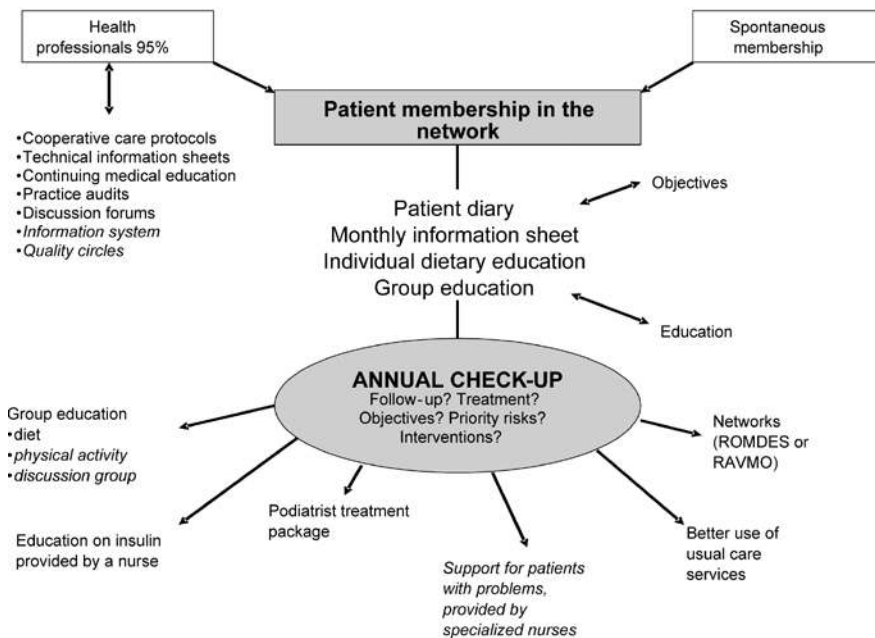 Health
professionals 95%
Spontaneous
membership
Patient membership in the
network
•Cooperative care protocols
•Technical information sheets
•Continuing medical education
•Practice audits
•Discussion forums
•Information system
•Quality circles
Objectives
Patient diary
Monthly information sheet
Individual dietary education
Group education
Education
ANNUAL CHECK-UP
Follow-up? Treatment?
Objectives? Priority risks?
Interventions?
Group education
•diet
•physical activity
•discussion group
Networks
(ROMDES or
RAVMO)
Education on insulin
provided by a nurse
Podiatrist treatment
package
Support for patients
with problems,
provided by
specialized nurses
Better use of
usual care
services